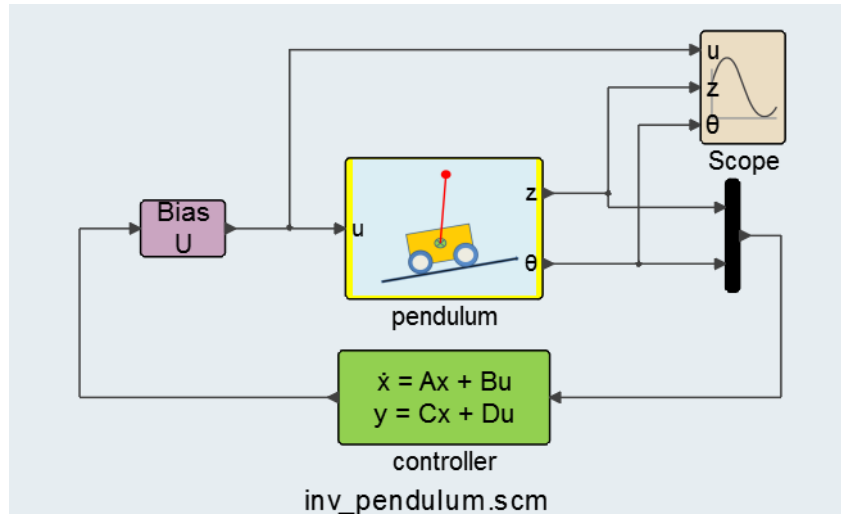 u
z
θ
Scope
Bias
U
u
z
θ
pendulum
ẋ = Ax + Bu
y = Cx + Du
controller
inv_pendulum.scm